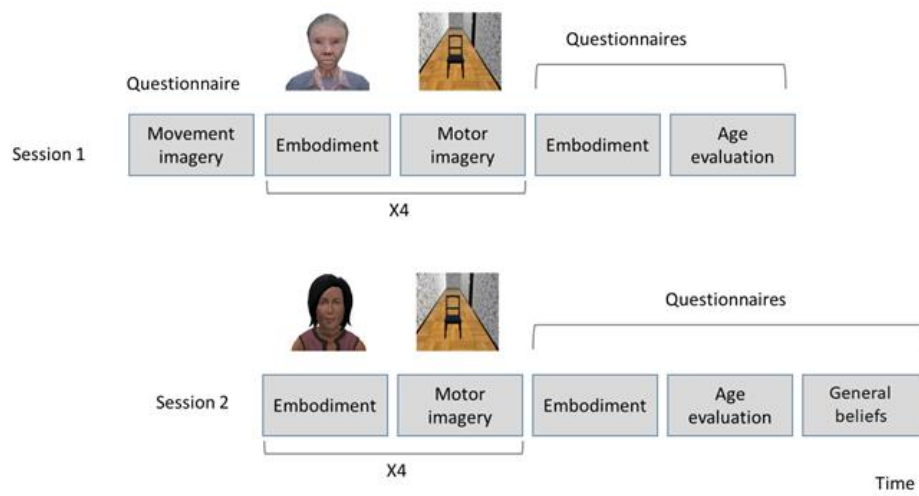 Questionnaires
Questionnaire
Session 1
Movement
imagery
Embodiment
Motor
imagery
Embodiment
Age
evaluation
X4
Questionnaires
Session 2
Embodiment
Motor
imagery
Embodiment
Age
evaluation
General
beliefs
X4
Time